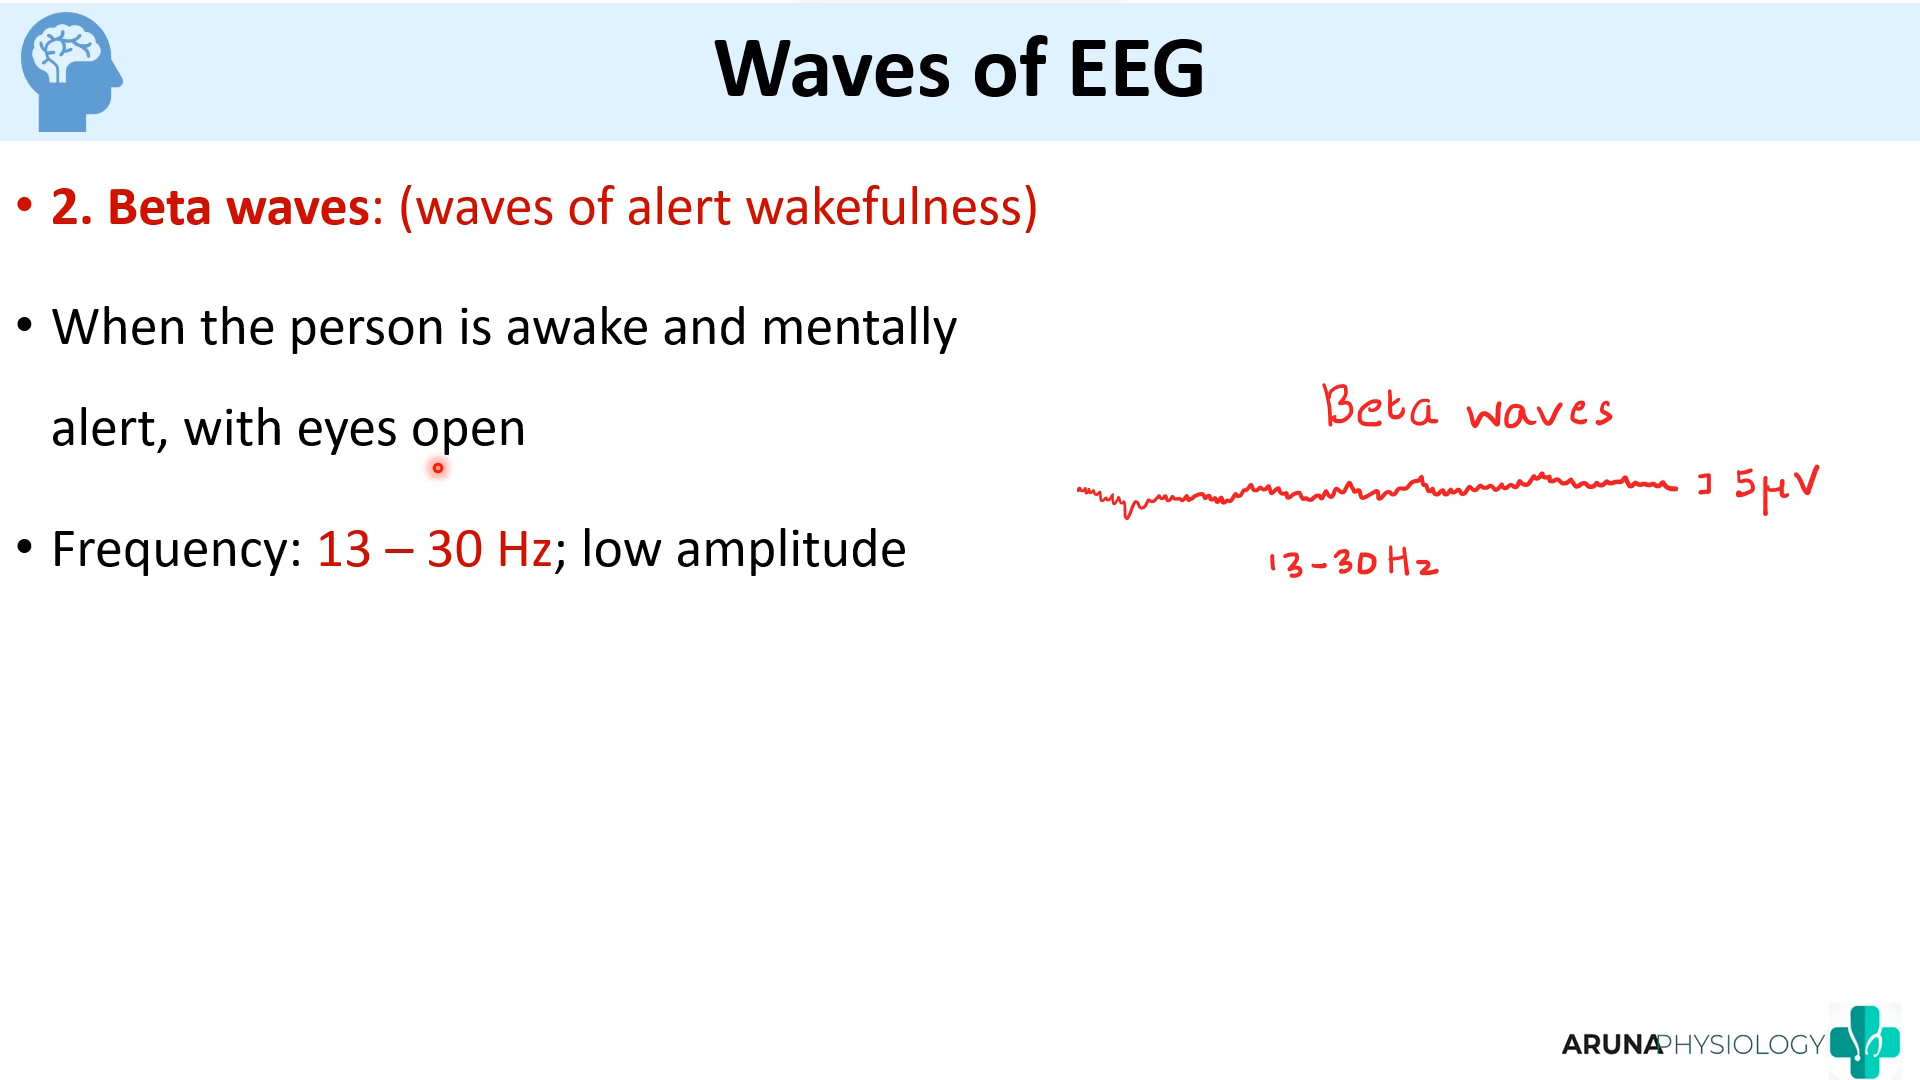 Waves of EEG
• 2. Beta waves: (waves of alert wakefulness)
• When the person is awake and mentally
alert, with eyes open
• Frequency: 13 – 30 Hz; low amplitude
Beta waves
5μV
13-30Hz
ARUNAPHYSIOLOGY